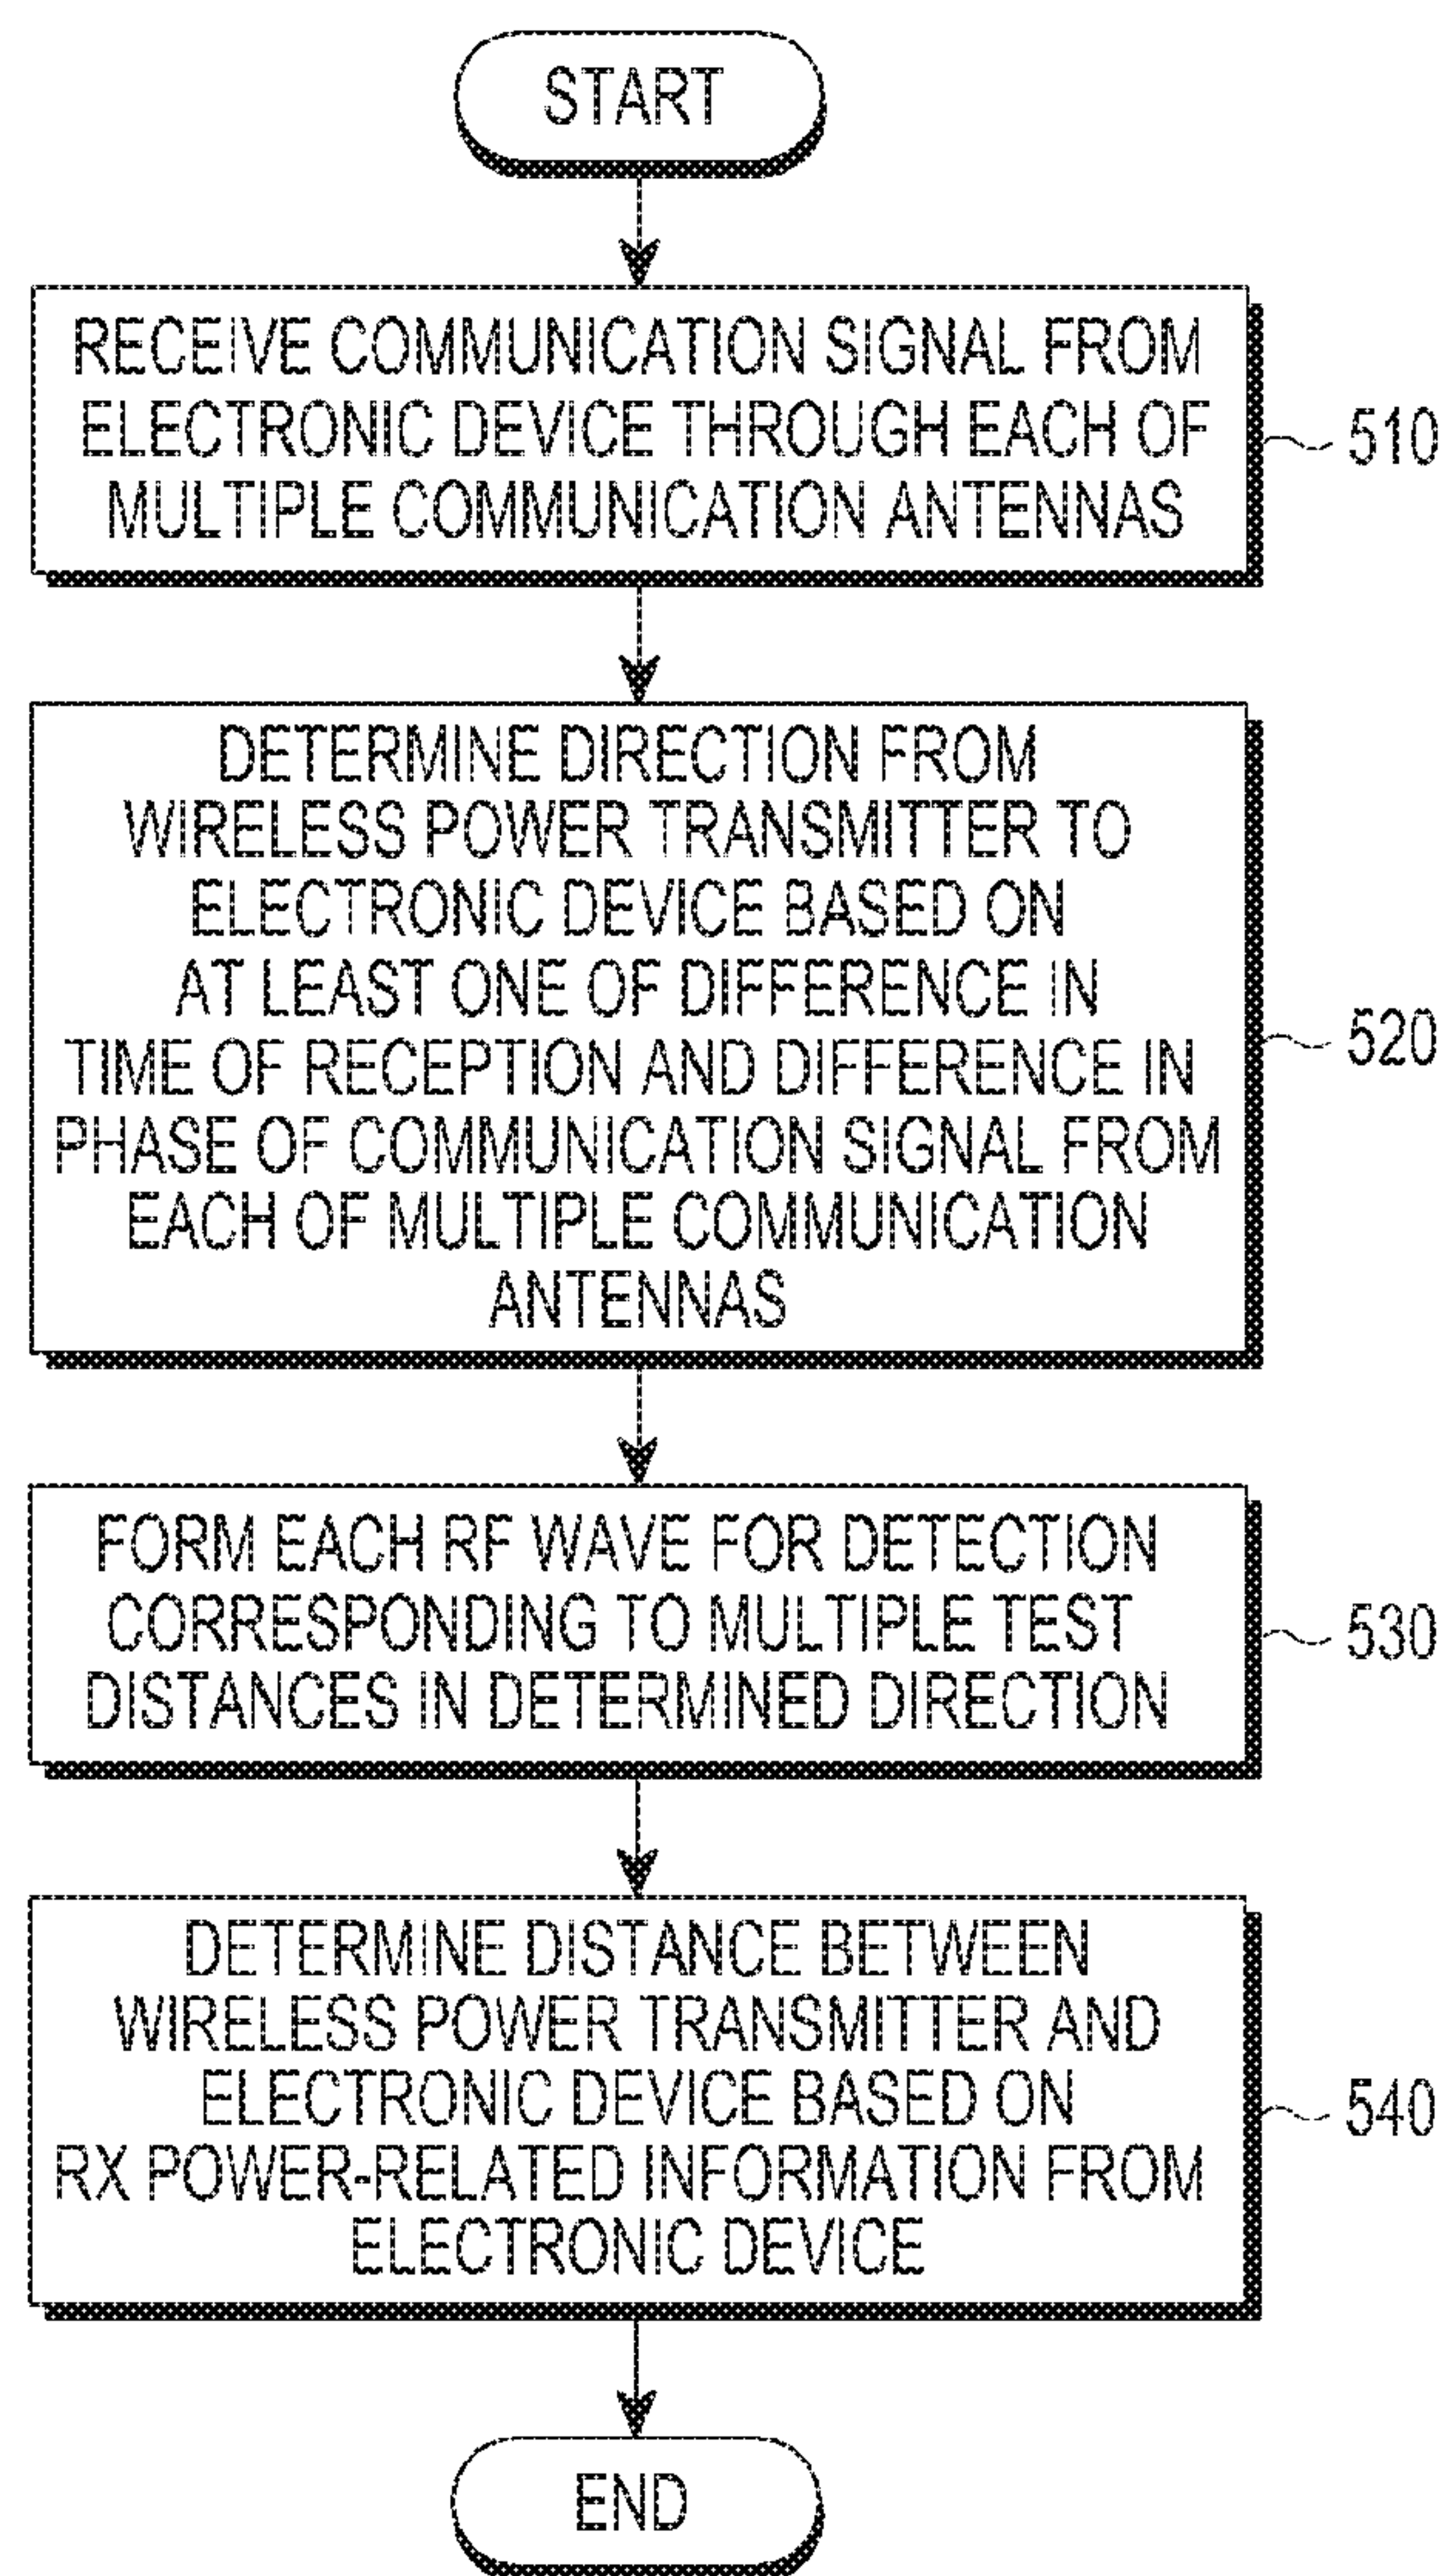 START
RECEIVE COMMUNICATION SIGNAL FROM
ELECTRONIC DEVICE THROUGH EACH OF
MULTIPLE COMMUNICATION ANTENNAS
510
DETERMINE DIRECTION FROM
WIRELESS POWER TRANSMITTER TO
ELECTRONIC DEVICE BASED ON
AT LEAST ONE OF DIFFERENCE IN
TIME OF RECEPTION AND DIFFERENCE IN
PHASE OF COMMUNICATION SIGNAL FROM
EACH OF MULTIPLE COMMUNICATION
ANTENNAS
520
FORM EACH RF WAVE FOR DETECTION
CORRESPONDING TO MULTIPLE TEST
DISTANCES IN DETERMINED DIRECTION
530
DETERMINE DISTANCE BETWEEN
WIRELESS POWER TRANSMITTER AND
ELECTRONIC DEVICE BASED ON
RX POWER-RELATED INFORMATION FROM
ELECTRONIC DEVICE
540
END